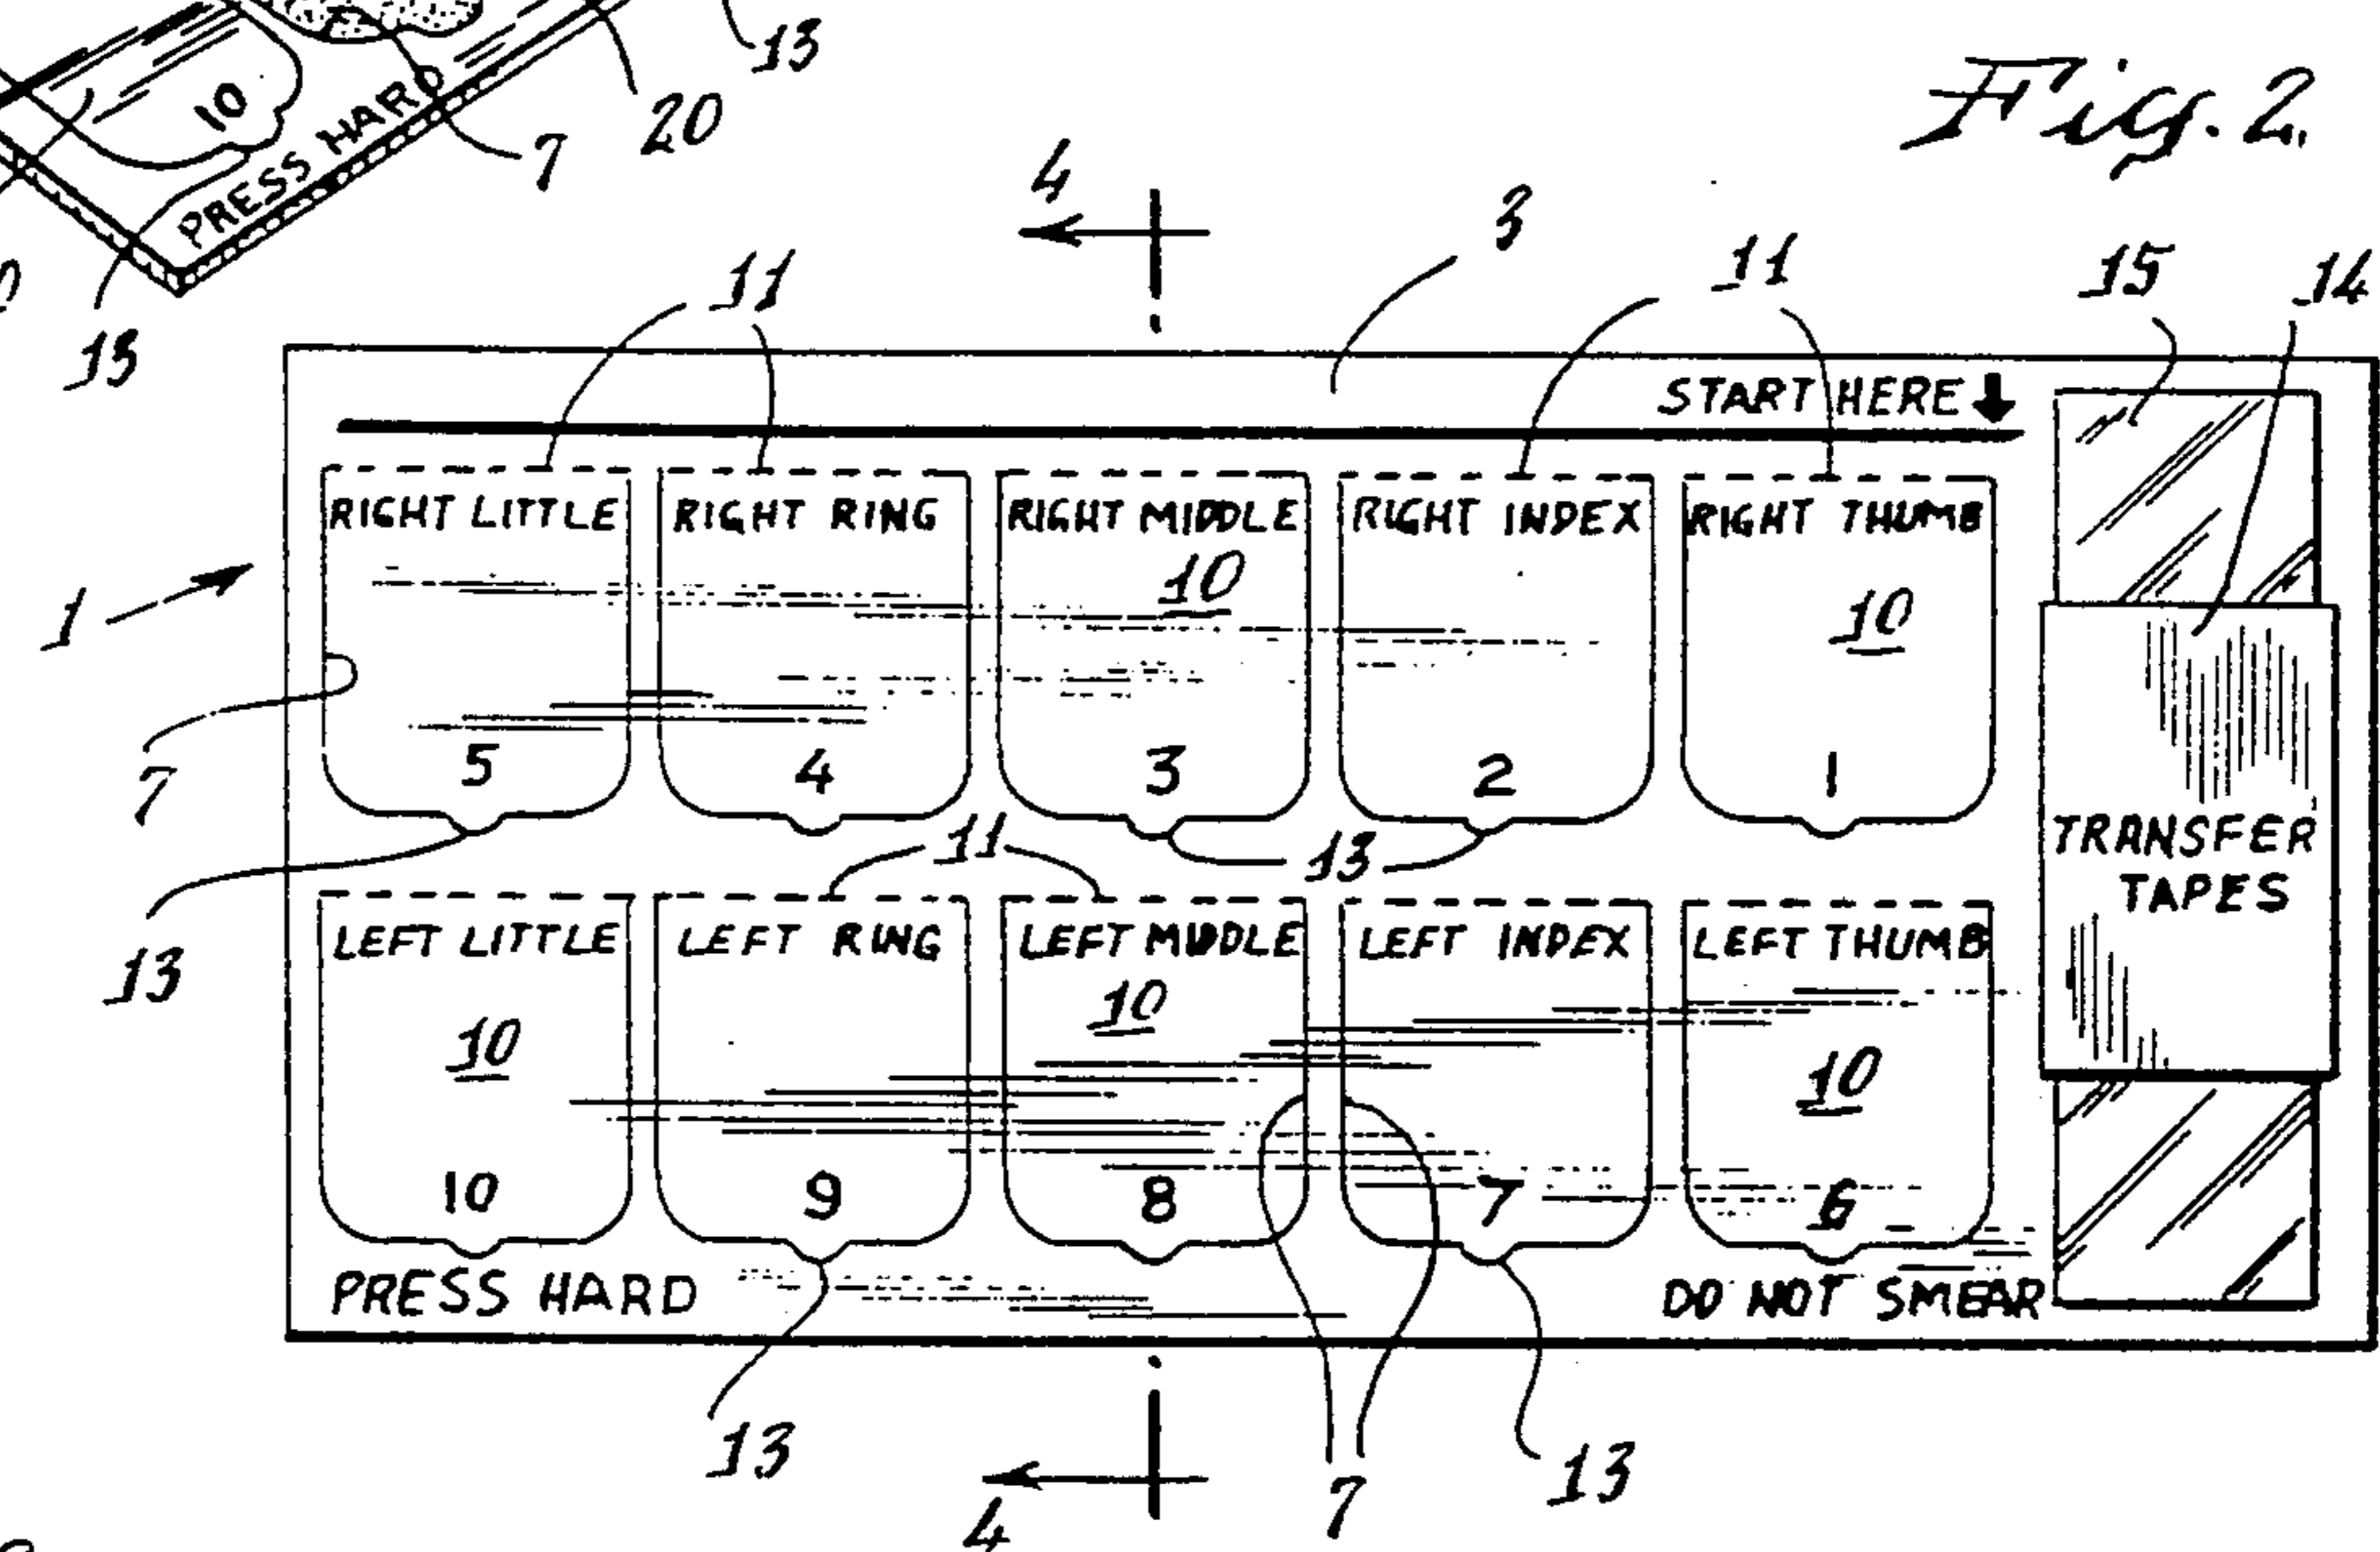 13
20
Fig. 2.
10
PRESS HARD
7
4
3
11
11
15
14
13
START HERE
RIGHT LITTLE RIGHT RING RIGHT MIDDLE RIGHT INDEX RIGHT THUMB
10
10
1
5 4 3 2 1
7
11
13
TRANSFER
TAPES
LEFT LITTLE LEFT RING LEFT MIDDLE LEFT INDEX LEFT THUMB
13
10
10
10
10 9 8 7 6
PRESS HARD
DO NOT SMEAR
13
7
13
4